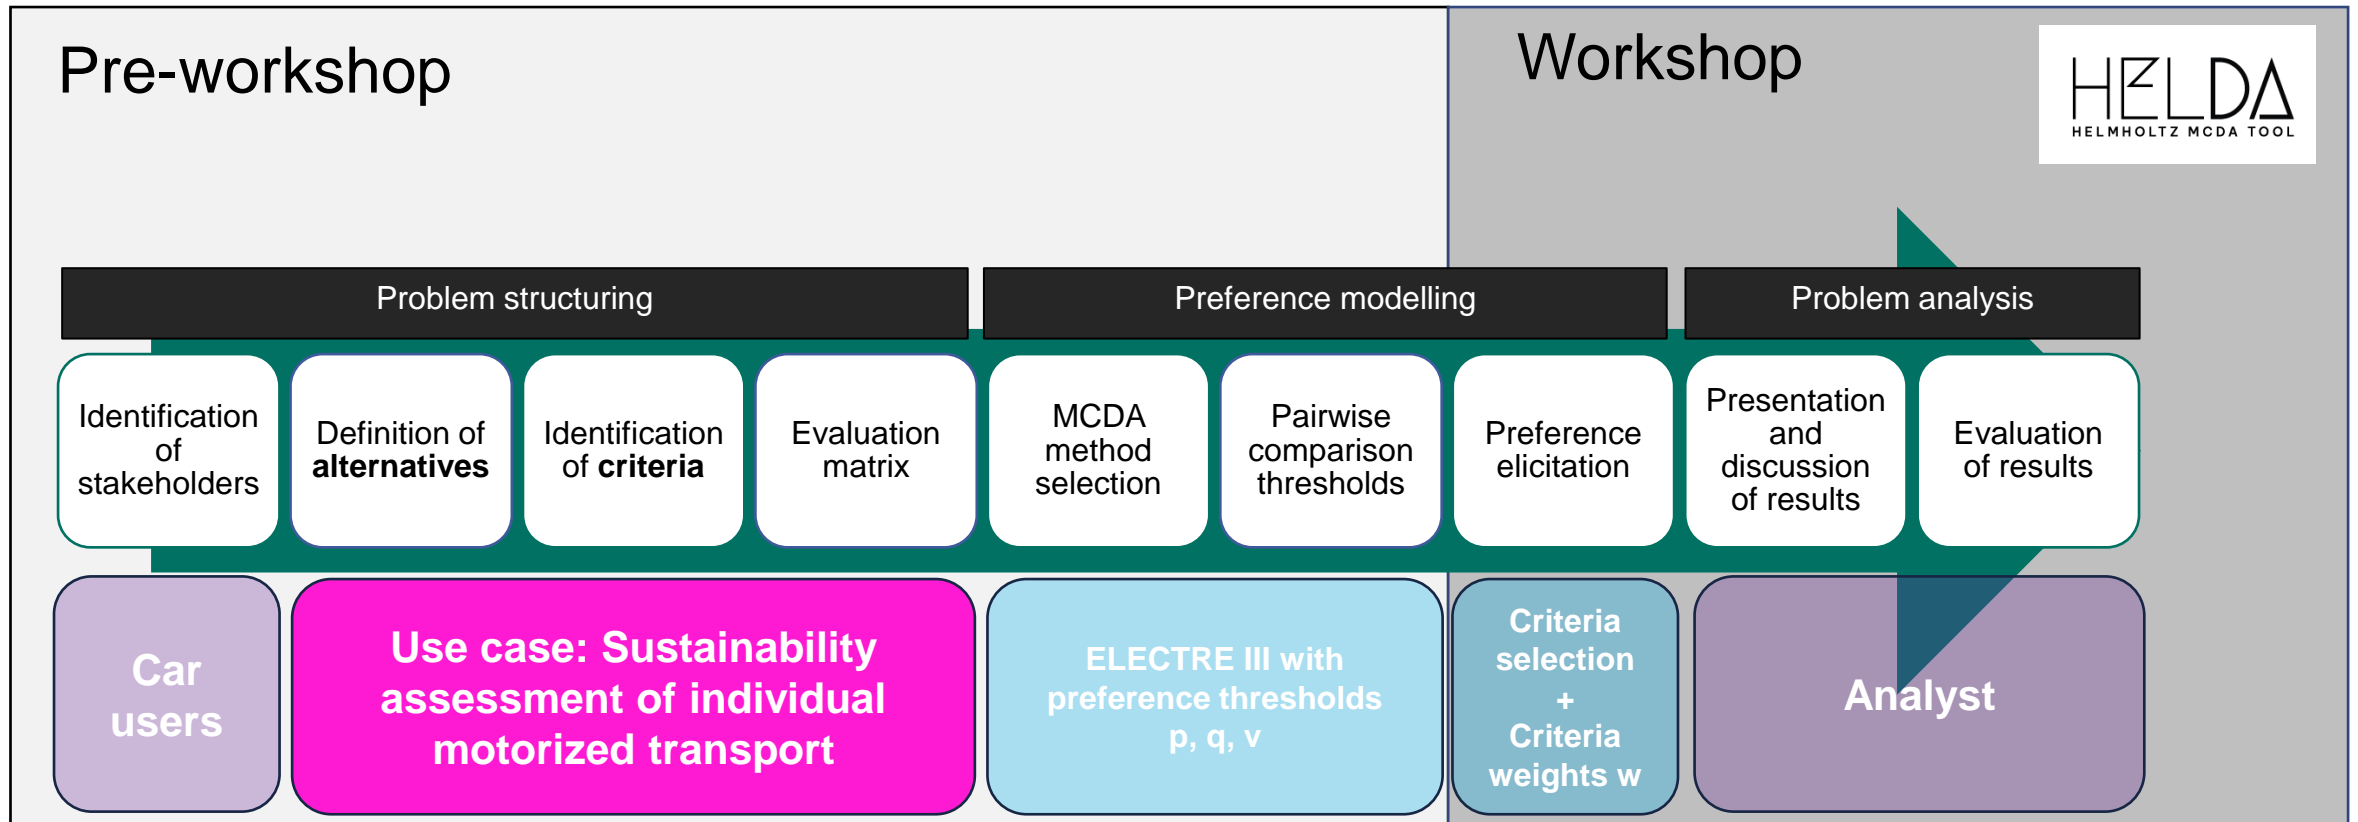 Pre-workshop
Workshop
HELDA
HELMHOLTZ MCDA TOOL
Problem structuring
Preference modelling
Problem analysis
Identification
of
stakeholders
Definition of
alternatives
Identification
of criteria
Evaluation
matrix
MCDA
method
selection
Pairwise
comparison
thresholds
Preference
elicitation
Presentation
and
discussion
of results
Evaluation
of results
Car
users
Use case: Sustainability
assessment of individual
motorized transport
ELECTRE III with
preference thresholds
p, q, v
Criteria
selection
+
Criteria
weights w
Analyst